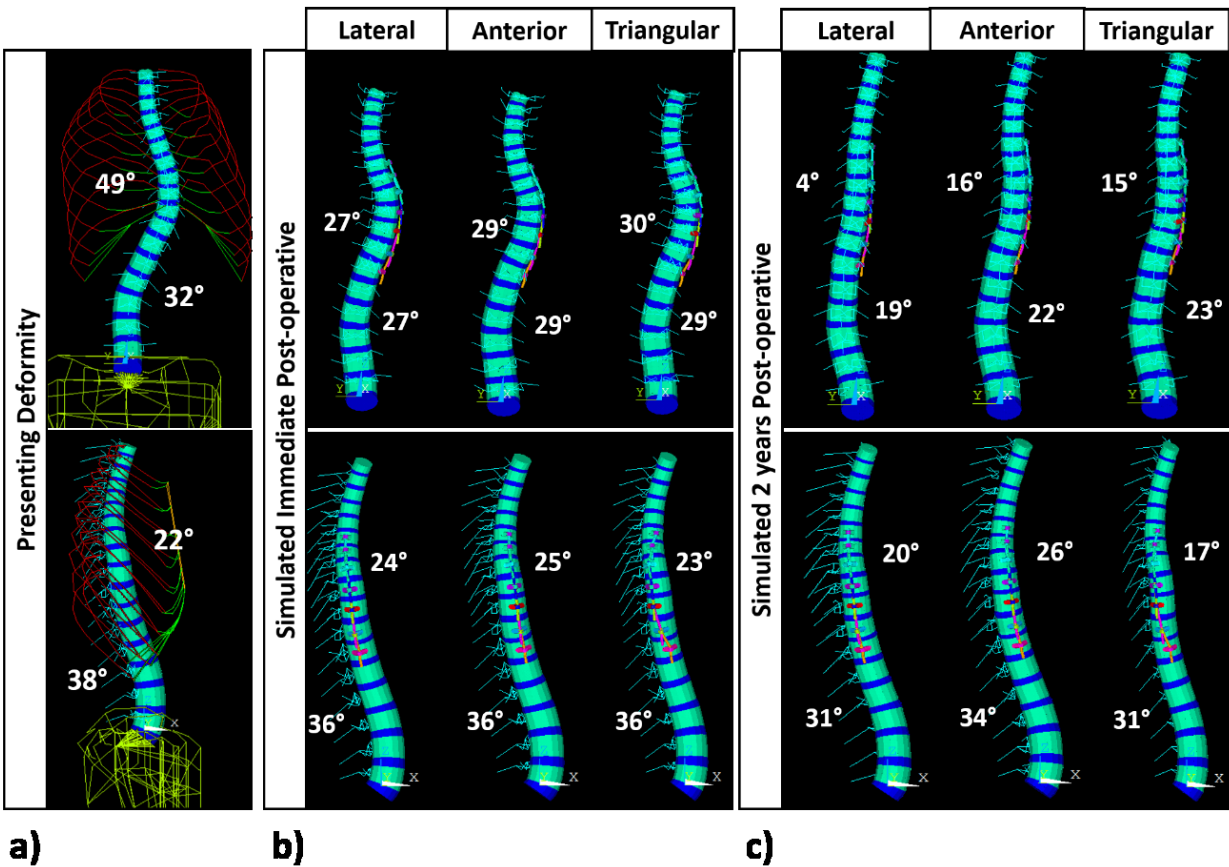 Lateral Anterior Triangular
Lateral Anterior Triangular
Presenting Deformity
49°
32°
22°
38°
Simulated Immediate Post-operative
27° 29° 30°
27° 29° 29°
Y X Y X Y X
24° 25° 23°
36° 36° 36°
X X X
Simulated 2 years Post-operative
4° 16° 15°
19° 22° 23°
Y X Y X Y X
20° 26° 17°
31° 34° 31°
X X X
a) b) c)